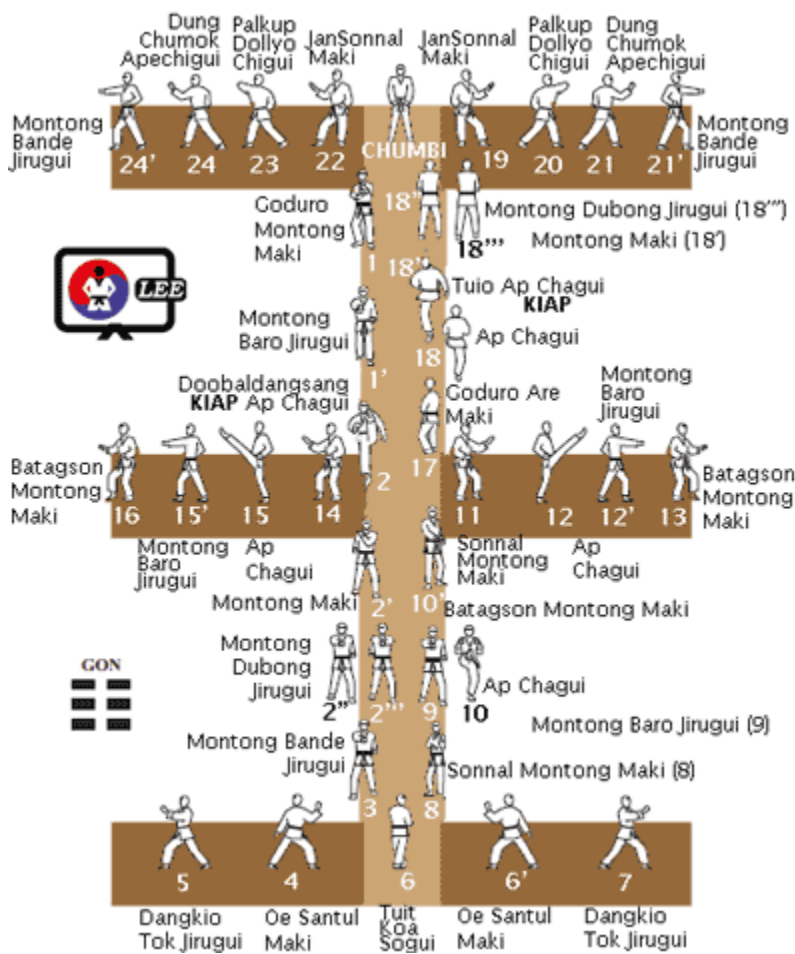 Dung
Chumok
Apechigui
Palkup
Dollyo
Chigui
JanSonnal
Maki
JanSonnal
Maki
Palkup
Dollyo
Chigui
Dung
Chumok
Apechigui
Montong
Bande
Jirugui
24'
24
23
22
CHUMBI
19
20
21
21'
Montong
Bande
Jirugui
Goduro
Montong
Maki
1
18"
18'''
Montong Dubong Jirugui (18''')
Montong Maki (18')
18'
LEE
Tuio Ap Chagui
KIAP
Montong
Baro Jirugui
1'
18
Ap Chagui
Doobaldangsang
KIAP Ap Chagui
2
Goduro Are
Maki
17
Montong
Baro
Jirugui
Batagson
Montong
Maki
16
15'
15
14
11
12
12'
13
Batagson
Montong
Maki
Montong
Baro
Jirugui
Ap
Chagui
Sonnal
Montong
Maki
Ap
Chagui
Montong Maki
2'
10'
Batagson Montong Maki
Montong
Dubong
Jirugui
2"
2'''
9
10
Ap Chagui
GON
Montong Baro Jirugui (9)
Montong Bande
Jirugui
3
8
Sonnal Montong Maki (8)
5
4
6
6'
7
Dangkio
Tok Jirugui
Oe Santul
Maki
Tuit
Koa
Sogui
Oe Santul
Maki
Dangkio
Tok Jirugui